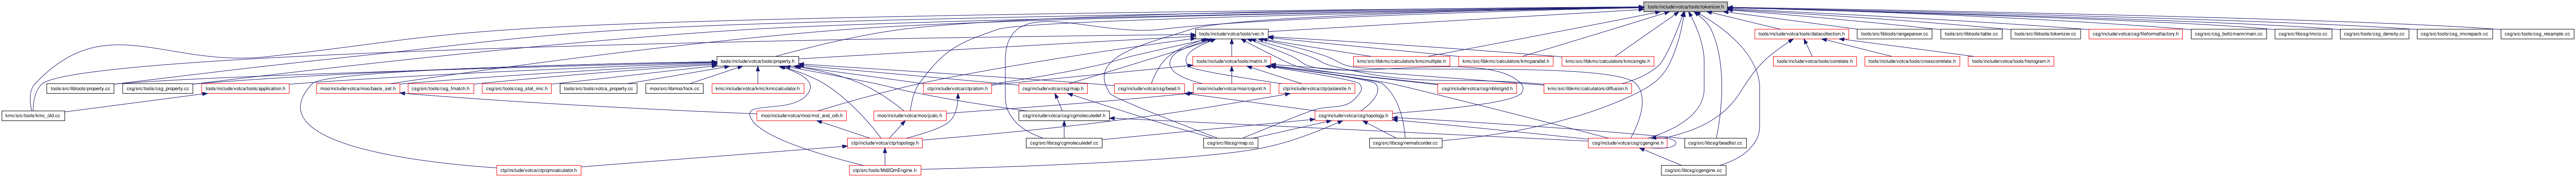 tools/include/votca/tools/tokenizer.h
tools/include/votca/tools/vec.h
tools/include/votca/tools/datacollection.h
tools/src/libtools/rangeparser.cc
tools/src/libtools/table.cc
tools/src/libtools/tokenizer.cc
csg/include/votca/csg/fileformatfactory.h
csg/src/csg_boltzmann/main.cc
csg/src/libcsg/imcio.cc
csg/src/tools/csg_density.cc
csg/src/tools/csg_imcrepack.cc
csg/src/tools/csg_resample.cc
tools/include/votca/tools/property.h
tools/include/votca/tools/matrix.h
kmc/src/libkmc/calculators/kmcmultiple.h
kmc/src/libkmc/calculators/kmcparallel.h
kmc/src/libkmc/calculators/kmcsingle.h
tools/include/votca/tools/correlate.h
tools/include/votca/tools/crosscorrelate.h
tools/include/votca/tools/histogram.h
tools/src/libtools/property.cc
csg/src/tools/csg_property.cc
tools/include/votca/tools/application.h
moo/include/votca/moo/basis_set.h
csg/src/tools/csg_fmatch.h
csg/src/tools/csg_stat_imc.h
tools/src/tools/votca_property.cc
moo/src/libmoo/fock.cc
kmc/include/votca/kmc/kmccalculator.h
ctp/include/votca/ctp/atom.h
csg/include/votca/csg/map.h
csg/include/votca/csg/bead.h
moo/include/votca/moo/orgunit.h
ctp/include/votca/ctp/polarsite.h
csg/include/votca/csg/nblistgrid.h
kmc/src/libkmc/calculators/diffusion.h
kmc/src/tools/kmc_old.cc
moo/include/votca/moo/mol_and_orb.h
moo/include/votca/moo/jcalc.h
csg/include/votca/csg/cgmoleculedef.h
csg/include/votca/csg/topology.h
ctp/include/votca/ctp/topology.h
csg/src/libcsg/cgmoleculedef.cc
csg/src/libcsg/map.cc
csg/src/libcsg/nematicorder.cc
csg/include/votca/csg/cgengine.h
csg/src/libcsg/beadlist.cc
ctp/include/votca/ctp/qmcalculator.h
ctp/src/tools/Md2QmEngine.h
csg/src/libcsg/cgengine.cc